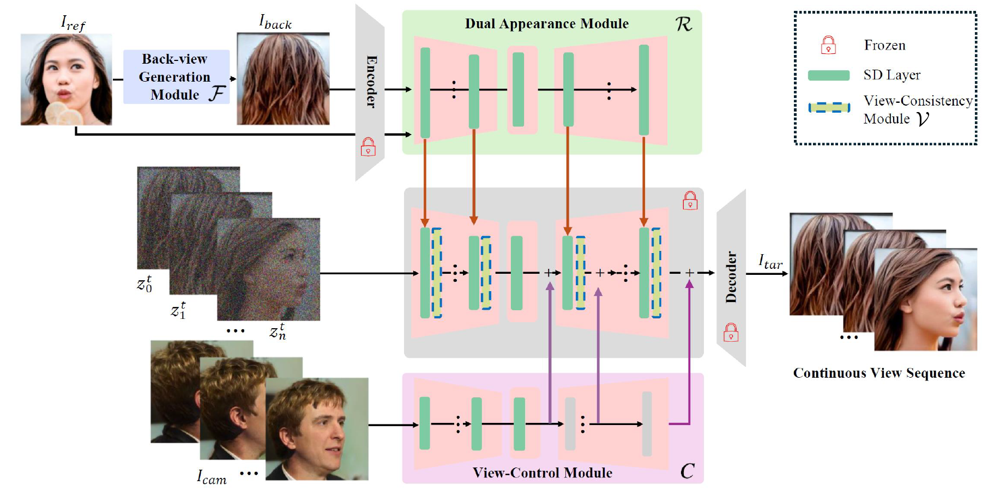 I_ref
I_back
Back-view
Generation
Module F
Encoder
Dual Appearance Module R
Frozen
SD Layer
View-Consistency
Module V
z_0^t
z_1^t
...
z_n^t
Decoder
I_tar
...
Continuous View Sequence
I_cam ...
View-Control Module C